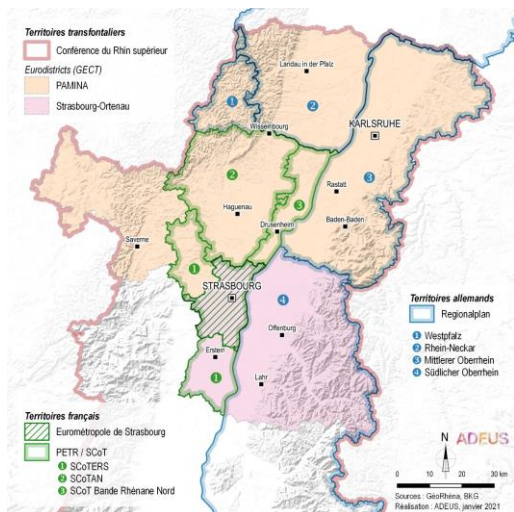 Territoires transfontaliers
Conférence du Rhin supérieur
Eurodistricts (GECT)
PAMINA
Strasbourg-Ortenau
Landau in der Pfalz
1
2
Wissembourg
KARLSRUHE
2
3
3
Rastatt
Haguenau
Baden-Baden
Drusenheim
Saverne
1
STRASBOURG
4
Offenburg
Erstein
1
Lahr
Territoires allemands
Regionalplan
1 Westpfalz
2 Rhein-Neckar
3 Mittlerer Oberrhein
4 Südlicher Oberrhein
Territoires français
Eurométropole de Strasbourg
PETR / SCoT
1 SCoTERS
2 SCoTAN
3 SCoT Bande Rhénane Nord
N ADEUS
0 10 20 30 km
Sources : GéoRhéna, BKG
Réalisation : ADEUS, janvier 2021